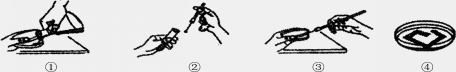 ① ② ③ ④